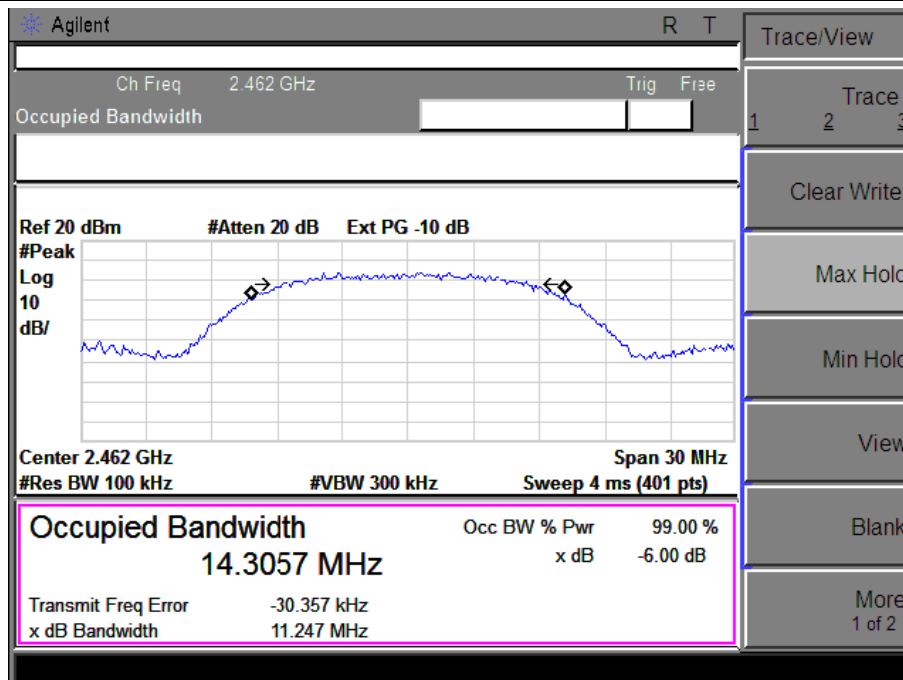 Agilent R T
Trace/View
Ch Freq 2.462 GHz Trig Free
Occupied Bandwidth
Trace
1 2 3
Clear Write
Max Hold
Min Hold
View
Blank
More
1 of 2
Ref 20 dBm #Atten 20 dB Ext PG -10 dB
#Peak
Log
10
dB/
Center 2.462 GHz Span 30 MHz
#Res BW 100 kHz #VBW 300 kHz Sweep 4 ms (401 pts)
Occupied Bandwidth
14.3057 MHz
Occ BW % Pwr 99.00 %
x dB -6.00 dB
Transmit Freq Error -30.357 kHz
x dB Bandwidth 11.247 MHz